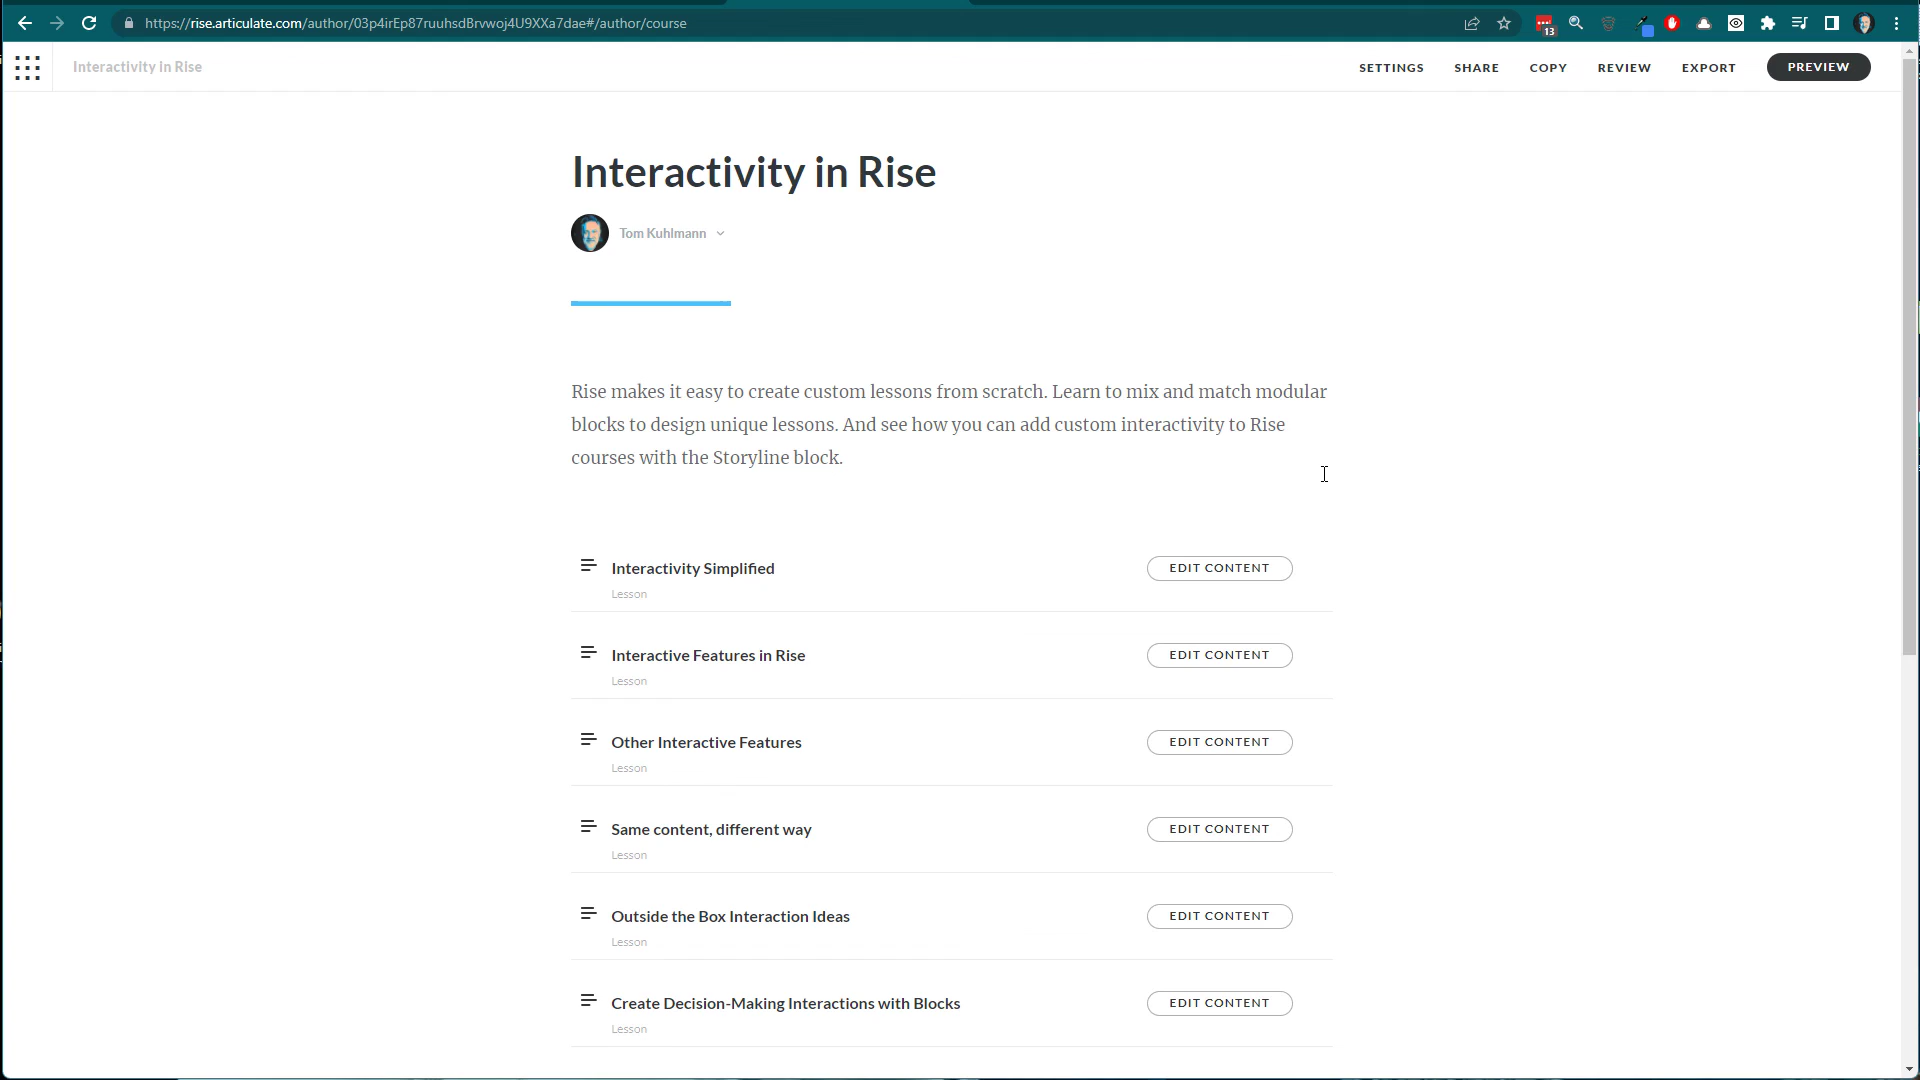 https://rise.articulate.com/author/03p4irEp87ruuhsdBrvwoj4U9XXa7dae#/author/course
13
Interactivity in Rise
SETTINGS
SHARE
COPY
REVIEW
EXPORT
PREVIEW
Interactivity in Rise
Tom Kuhlmann
Rise makes it easy to create custom lessons from scratch. Learn to mix and match modular
blocks to design unique lessons. And see how you can add custom interactivity to Rise
courses with the Storyline block.
Interactivity Simplified
EDIT CONTENT
Lesson
Interactive Features in Rise
EDIT CONTENT
Lesson
Other Interactive Features
EDIT CONTENT
Lesson
Same content, different way
EDIT CONTENT
Lesson
Outside the Box Interaction Ideas
EDIT CONTENT
Lesson
Create Decision-Making Interactions with Blocks
EDIT CONTENT
Lesson